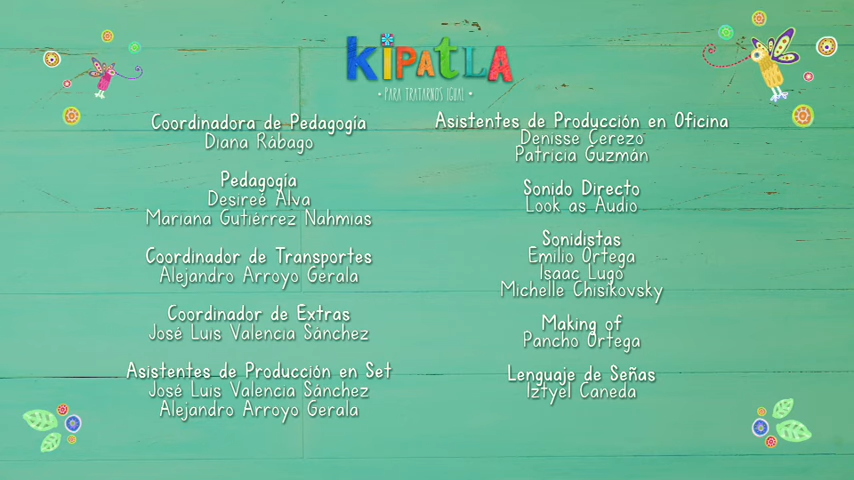 KIPATLA
• PARA TRATARNOS IGUAL •
Coordinadora de Pedagogía
Diana Rábago
Pedagogía
Desireé Alva
Mariana Gutiérrez Nahmias
Coordinador de Transportes
Alejandro Arroyo Gerala
Coordinador de Extras
José Luis Valencia Sánchez
Asistentes de Producción en Set
José Luis Valencia Sánchez
Alejandro Arroyo Gerala
Asistentes de Producción en Oficina
Denisse Cerezo
Patricia Guzmán
Sonido Directo
Look as Audio
Sonidistas
Emilio Ortega
Isaac Lugo
Michelle Chisikovsky
Making of
Pancho Ortega
Lenguaje de Señas
Iztyel Caneda